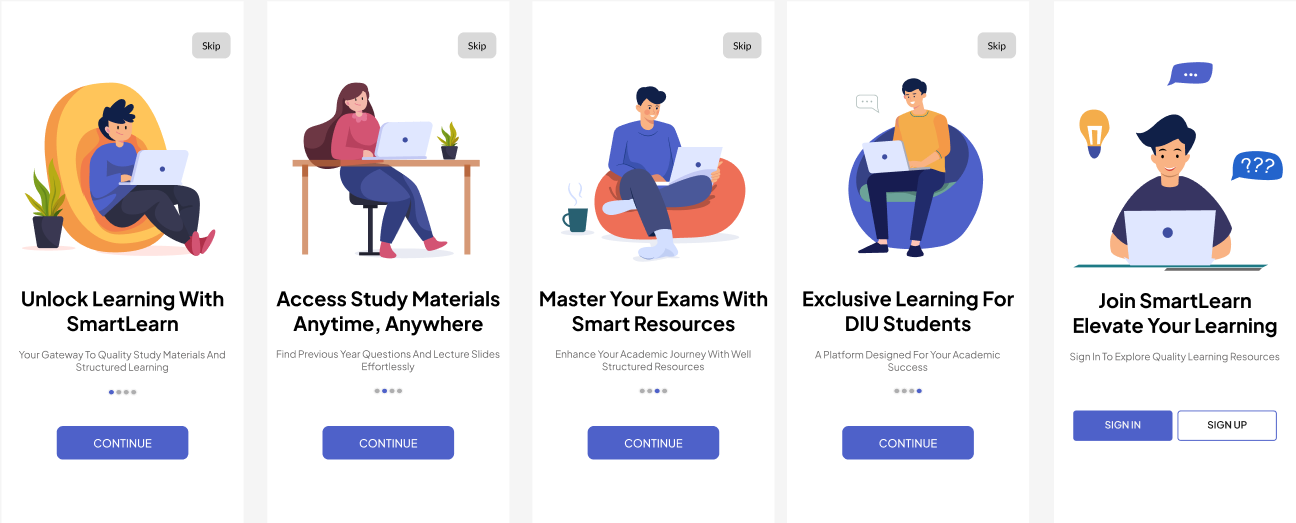 Skip
Unlock Learning With
SmartLearn
Your Gateway To Quality Study Materials And
Structured Learning
CONTINUE
Skip
Access Study Materials
Anytime, Anywhere
Find Previous Year Questions And Lecture Slides
Effortlessly
CONTINUE
Skip
Master Your Exams With
Smart Resources
Enhance Your Academic Journey With Well
Structured Resources
CONTINUE
Skip
Exclusive Learning For
DIU Students
A Platform Designed For Your Academic
Success
CONTINUE
???
Join SmartLearn
Elevate Your Learning
Sign In To Explore Quality Learning Resources
SIGN IN
SIGN UP